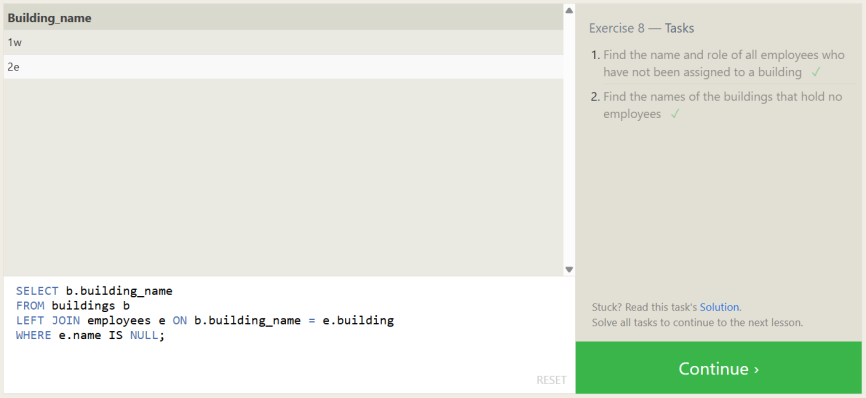 Building_name
1w
2e
SELECT b.building_name
FROM buildings b
LEFT JOIN employees e ON b.building_name = e.building
WHERE e.name IS NULL;
RESET
Exercise 8 — Tasks
1. Find the name and role of all employees who
have not been assigned to a building ✓
2. Find the names of the buildings that hold no
employees ✓
Stuck? Read this task's Solution.
Solve all tasks to continue to the next lesson.
Continue ›